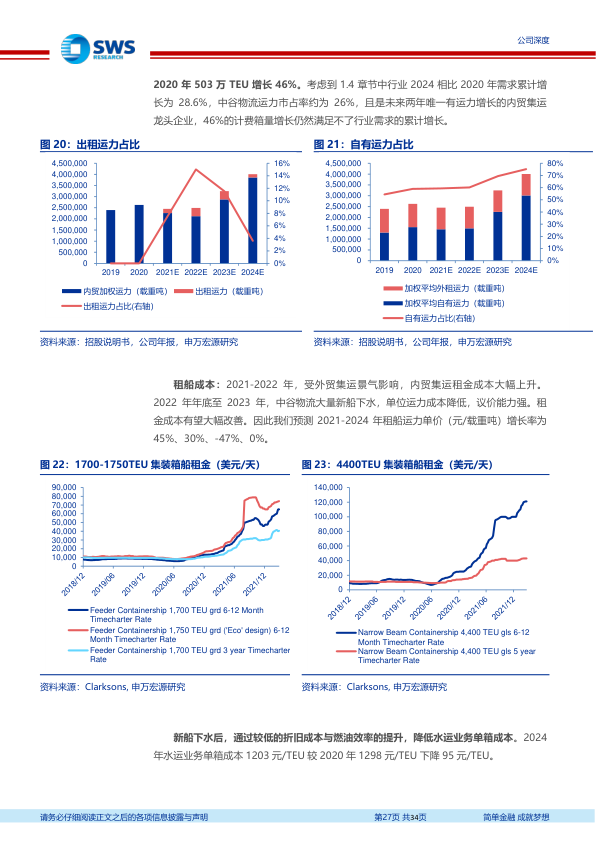 SWS
RESEARCH
公司深度
2020 年 503 万 TEU 增长 46%。考虑到 1.4 章节中行业 2024 相比 2020 年需求累计增
长为 28.6%，中谷物流运力市占率约为 26%，且是未来两年唯一有运力增长的内贸集运
龙头企业，46%的计费箱量增长仍然满足不了行业需求的累计增长。
图 20：出租运力占比
4,500,000
4,000,000
3,500,000
3,000,000
2,500,000
2,000,000
1,500,000
1,000,000
500,000
0
16%
14%
12%
10%
8%
6%
4%
2%
0%
2019 2020 2021E 2022E 2023E 2024E
内贸加权运力（载重吨） 出租运力（载重吨）
出租运力占比(右轴)
资料来源：招股说明书，公司年报，申万宏源研究
图 21：自有运力占比
4,500,000
4,000,000
3,500,000
3,000,000
2,500,000
2,000,000
1,500,000
1,000,000
500,000
0
80%
70%
60%
50%
40%
30%
20%
10%
0%
2019 2020 2021E 2022E 2023E 2024E
加权平均外租运力（载重吨）
加权平均自有运力（载重吨）
自有运力占比(右轴)
资料来源：招股说明书，公司年报，申万宏源研究
租船成本：2021-2022 年，受外贸集运景气影响，内贸集运租金成本大幅上升。
2022 年年底至 2023 年，中谷物流大量新船下水，单位运力成本降低，议价能力强。租
金成本有望大幅改善。因此我们预测 2021-2024 年租船运力单价（元/载重吨）增长率为
45%、30%、-47%、0%。
图 22：1700-1750TEU 集装箱船租金（美元/天）
90,000
80,000
70,000
60,000
50,000
40,000
30,000
20,000
10,000
0
2018/12 2019/06 2019/12 2020/06 2020/12 2021/06 2021/12
Feeder Containership 1,700 TEU grd 6-12 Month
Timecharter Rate
Feeder Containership 1,750 TEU grd ('Eco' design) 6-12
Month Timecharter Rate
Feeder Containership 1,700 TEU grd 3 year Timecharter
Rate
资料来源：Clarksons, 申万宏源研究
图 23：4400TEU 集装箱船租金（美元/天）
140,000
120,000
100,000
80,000
60,000
40,000
20,000
0
2018/12 2019/06 2019/12 2020/06 2020/12 2021/06 2021/12
Narrow Beam Containership 4,400 TEU gls 6-12
Month Timecharter Rate
Narrow Beam Containership 4,400 TEU gls 5 year
Timecharter Rate
资料来源：Clarksons, 申万宏源研究
新船下水后，通过较低的折旧成本与燃油效率的提升，降低水运业务单箱成本。2024
年水运业务单箱成本 1203 元/TEU 较 2020 年 1298 元/TEU 下降 95 元/TEU。
请务必仔细阅读正文之后的各项信息披露与声明 第27页 共34页 简单金融 成就梦想